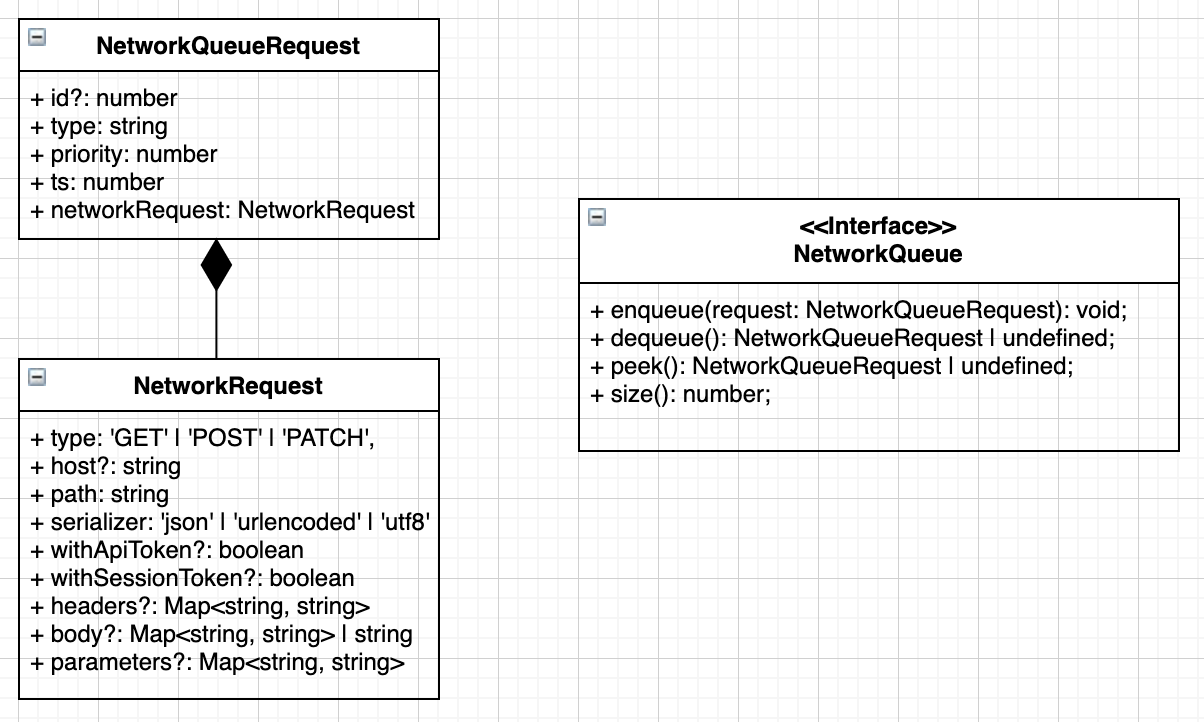 NetworkQueueRequest
+ id?: number
+ type: string
+ priority: number
+ ts: number
+ networkRequest: NetworkRequest
NetworkRequest
+ type: 'GET' | 'POST' | 'PATCH',
+ host?: string
+ path: string
+ serializer: 'json' | 'urlencoded' | 'utf8'
+ withApiToken?: boolean
+ withSessionToken?: boolean
+ headers?: Map<string, string>
+ body?: Map<string, string> | string
+ parameters?: Map<string, string>
<<Interface>>
NetworkQueue
+ enqueue(request: NetworkQueueRequest): void;
+ dequeue(): NetworkQueueRequest | undefined;
+ peek(): NetworkQueueRequest | undefined;
+ size(): number;